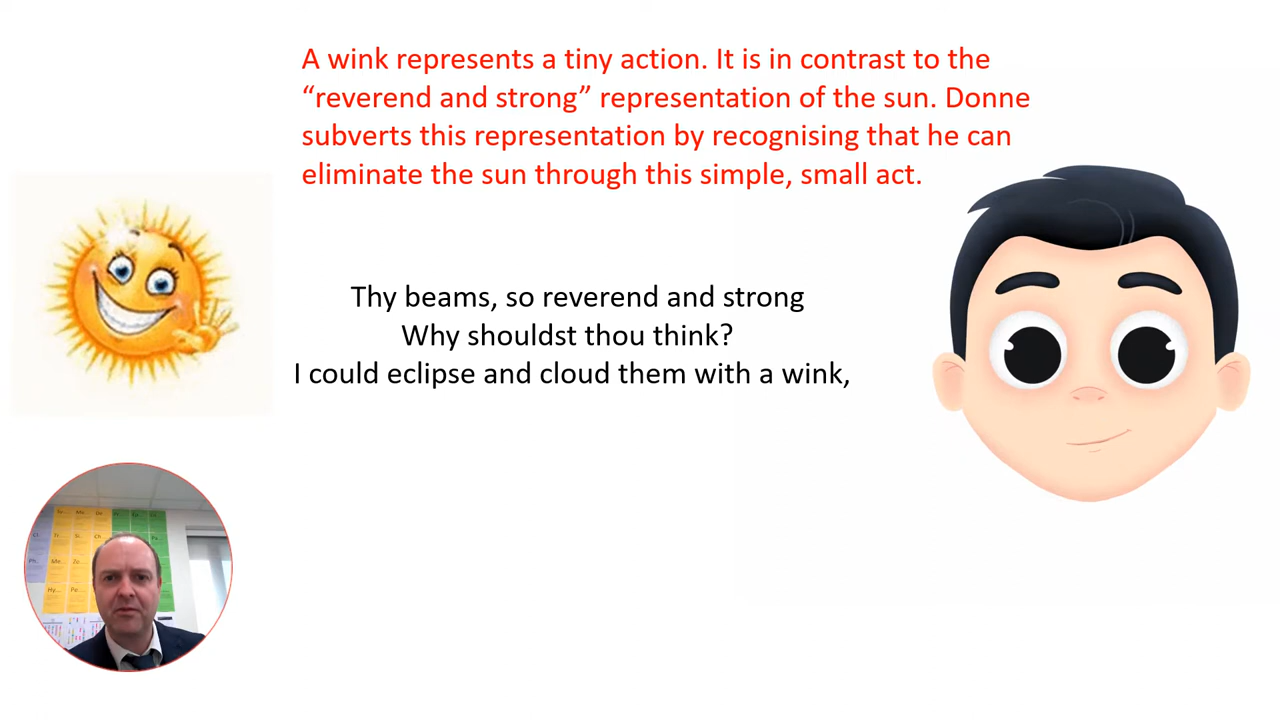 A wink represents a tiny action. It is in contrast to the
“reverend and strong” representation of the sun. Donne
subverts this representation by recognising that he can
eliminate the sun through this simple, small act.
Thy beams, so reverend and strong
Why shouldst thou think?
I could eclipse and cloud them with a wink,